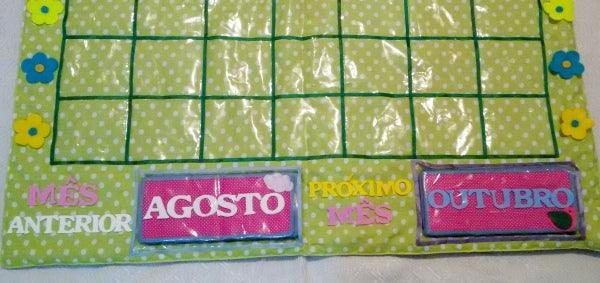 MÊS
ANTERIOR
AGOSTO
PRÓXIMO
MÊS
OUTUBRO